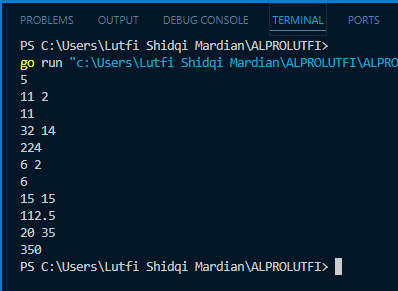 PROBLEMS OUTPUT DEBUG CONSOLE TERMINAL PORTS
PS C:\Users\Lutfi Shidqi Mardian\ALPROLUTFI>
go run "c:\Users\Lutfi Shidqi Mardian\ALPROLUTFI\ALPRO
5
11 2
11
32 14
224
6 2
6
15 15
112.5
20 35
350
PS C:\Users\Lutfi Shidqi Mardian\ALPROLUTFI>